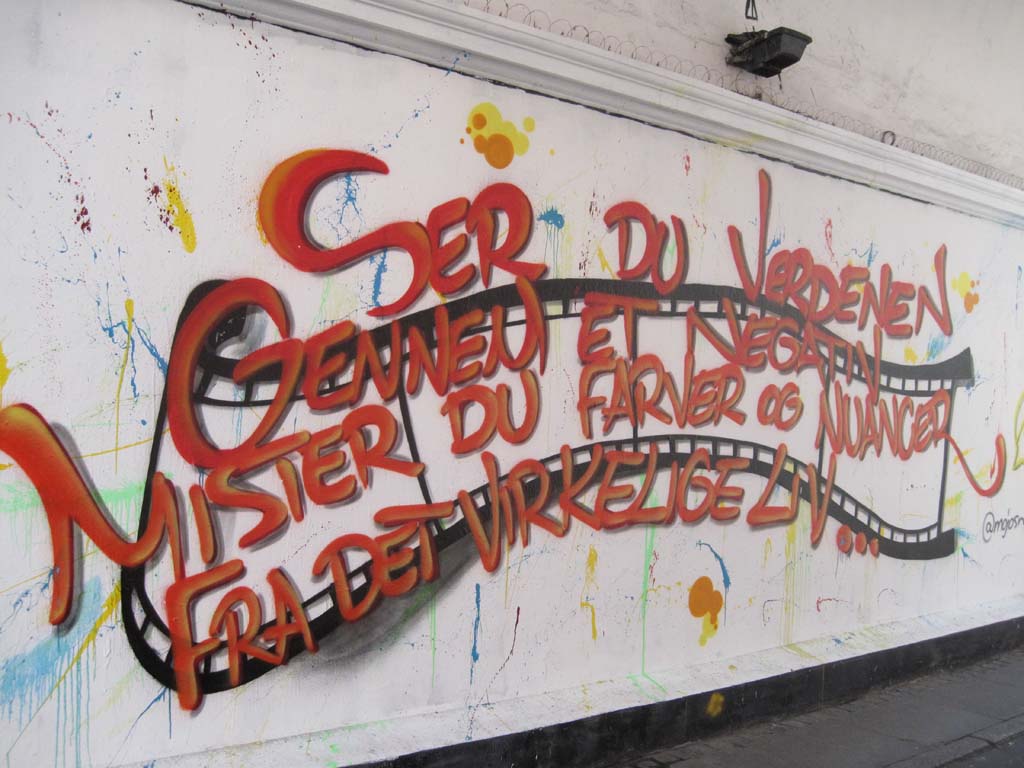 SER DU VERDENEN
GENNEM ET NEGATIV
MISTER DU FARVER OG NUANCER
FRA DET VIRKELIGE LIV...